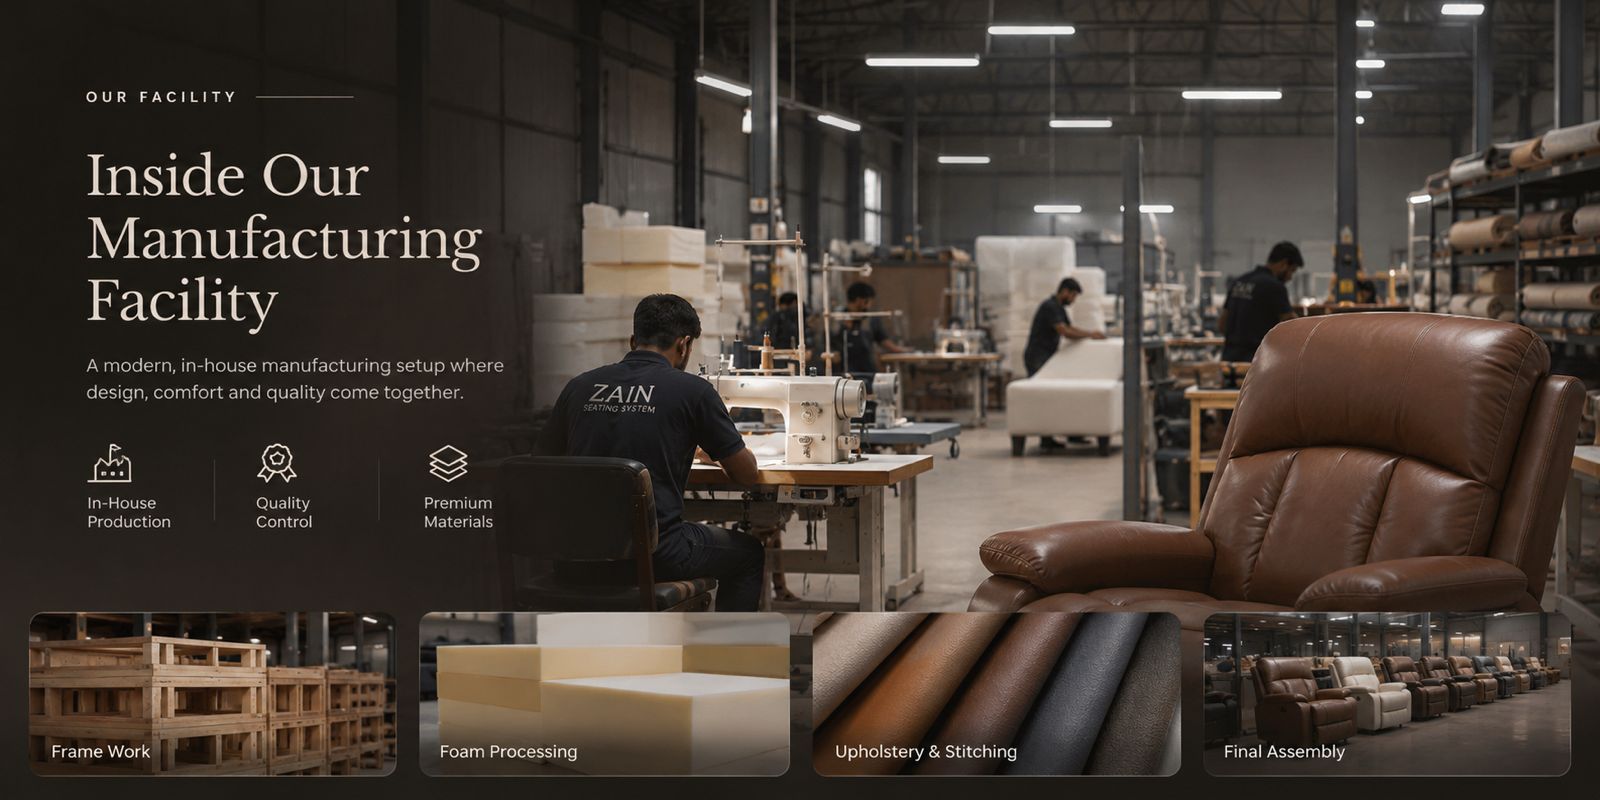 OUR FACILITY
Inside Our
Manufacturing
Facility
A modern, in-house manufacturing setup where
design, comfort and quality come together.
In-House
Production
Quality
Control
Premium
Materials
ZAIN
SEATING SYSTEM
ZAIN
Frame Work
Foam Processing
Upholstery & Stitching
Final Assembly